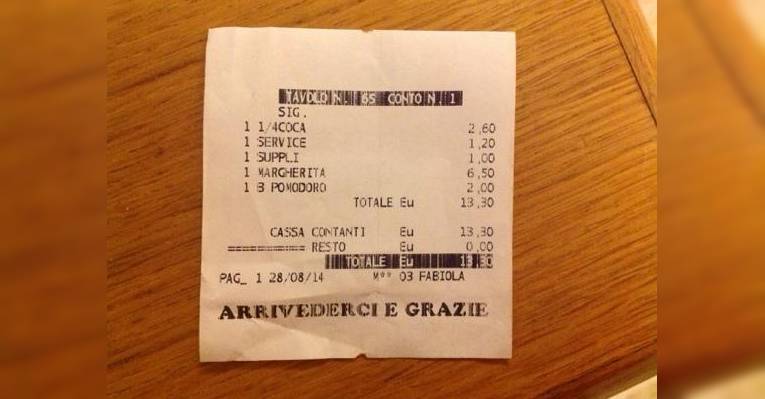 TAVOLO N. 65 CONTO N. 1
SIG.
1 1/4COCA 2,60
1 SERVICE 1,20
1 SUPPLI 1,00
1 MARGHERITA 6,50
1 B POMODORO 2,00
TOTALE Eu 13,30
CASSA CONTANTI Eu 13,30
=========== RESTO Eu 0,00
TOTALE Eu 13,30
PAG_ 1 28/08/14 M** 03 FABIOLA
ARRIVEDERCI E GRAZIE